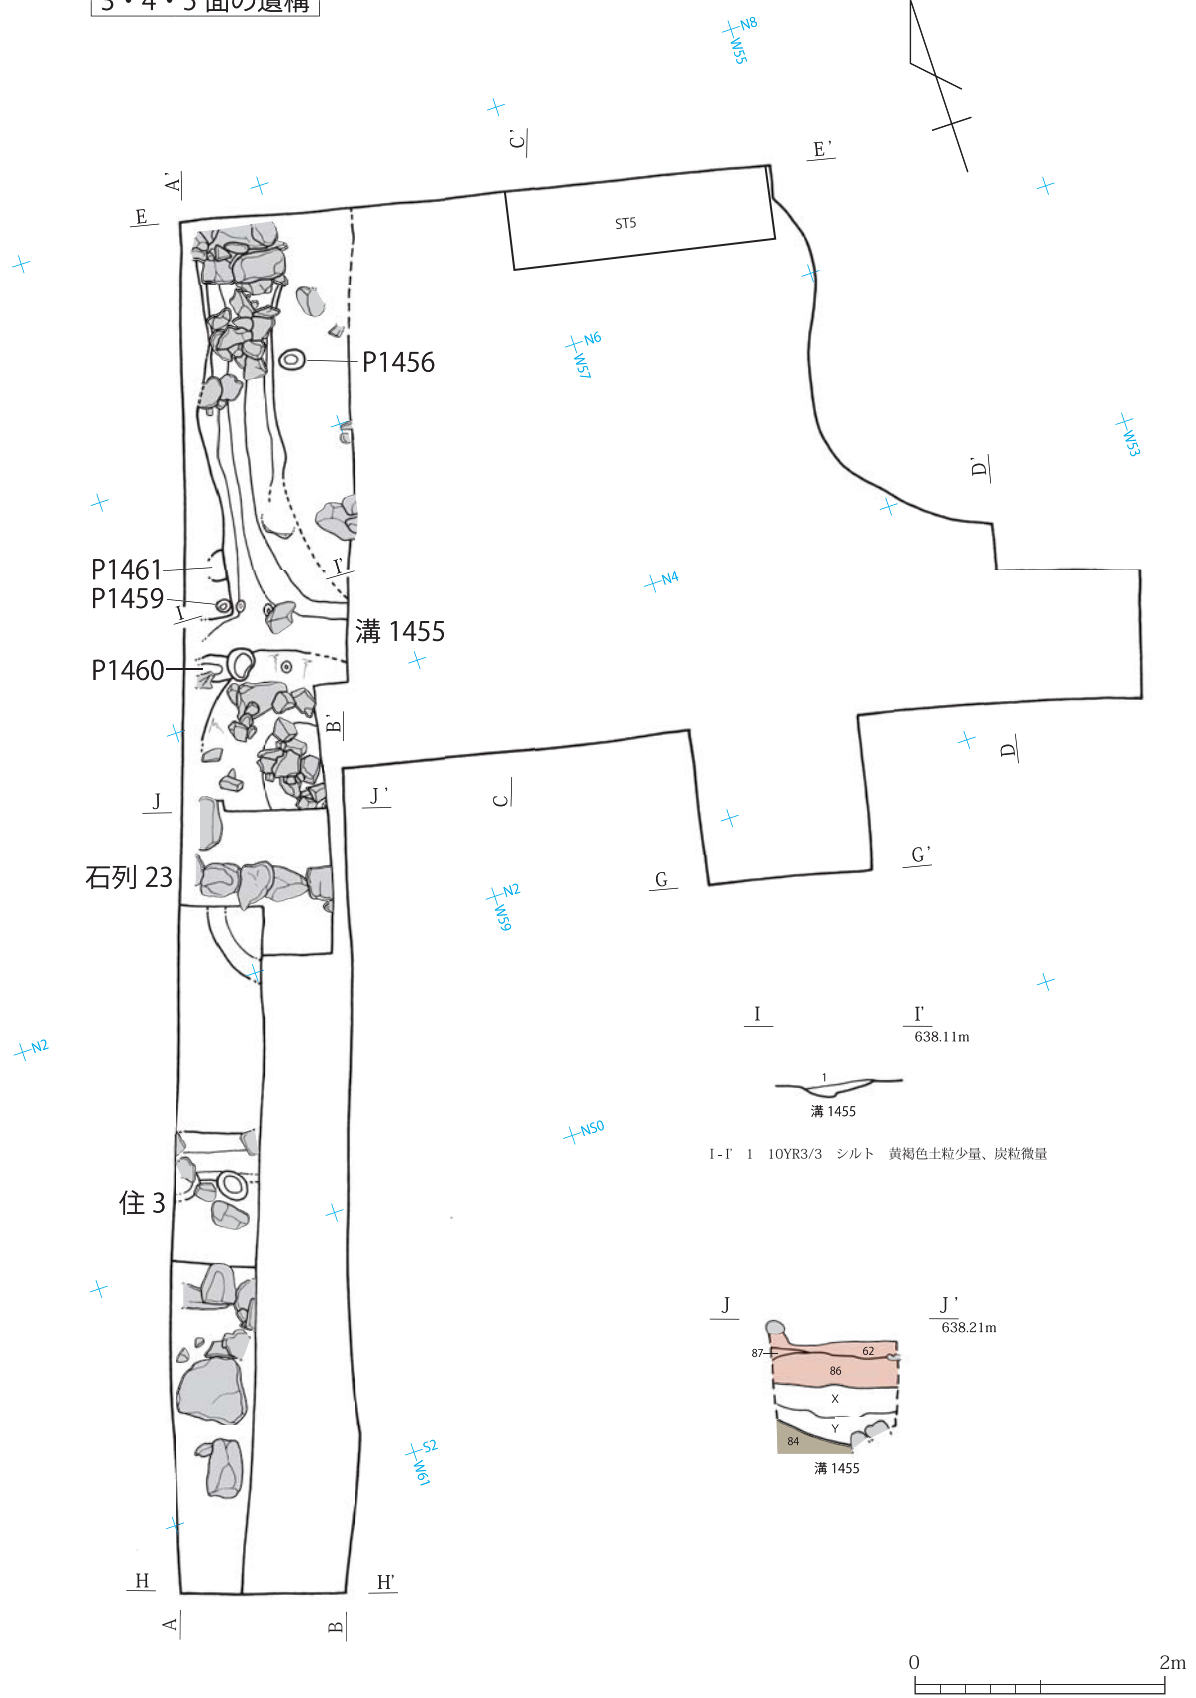 3・4・5 面の遺構
N8
W55
C'
E'
A'
E
ST5
N6
W57
P1456
W53
D'
P1461
I'
N4
P1459
I
溝 1455
P1460
B'
D
J
J'
C
G'
石列 23
G
N2
W59
I
I'
638.11m
N2
1
溝 1455
NS0
I-I' 1 10YR3/3 シルト 黄褐色土粒少量、炭粒微量
住 3
J
J'
638.21m
87
62
86
X
Y
84
溝 1455
S2
W61
H
H'
A
B
0
2m